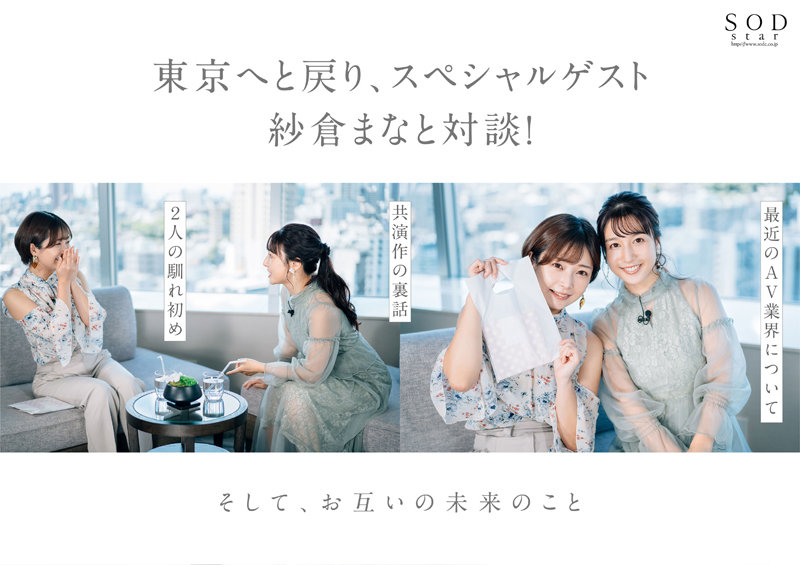 SOD
star
http://www.sodc.co.jp
東京へと戻り、スペシャルゲスト
紗倉まなと対談!
2人の馴れ初め
共演作の裏話
最近のAV業界について
そして、お互いの未来のこと